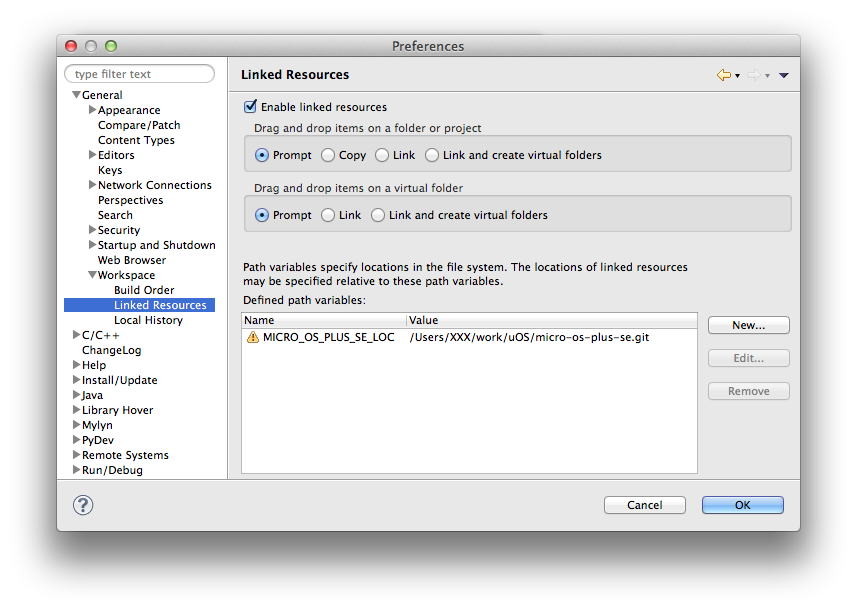 Preferences
type filter text
General
Appearance
Compare/Patch
Content Types
Editors
Keys
Network Connections
Perspectives
Search
Security
Startup and Shutdown
Web Browser
Workspace
Build Order
Linked Resources
Local History
C/C++
ChangeLog
Help
Install/Update
Java
Library Hover
Mylyn
PyDev
Remote Systems
Run/Debug
Linked Resources
Enable linked resources
Drag and drop items on a folder or project
Prompt Copy Link Link and create virtual folders
Drag and drop items on a virtual folder
Prompt Link Link and create virtual folders
Path variables specify locations in the file system. The locations of linked resources
may be specified relative to these path variables.
Defined path variables:
Name Value
MICRO_OS_PLUS_SE_LOC /Users/XXX/work/uOS/micro-os-plus-se.git
New...
Edit...
Remove
?
Cancel OK